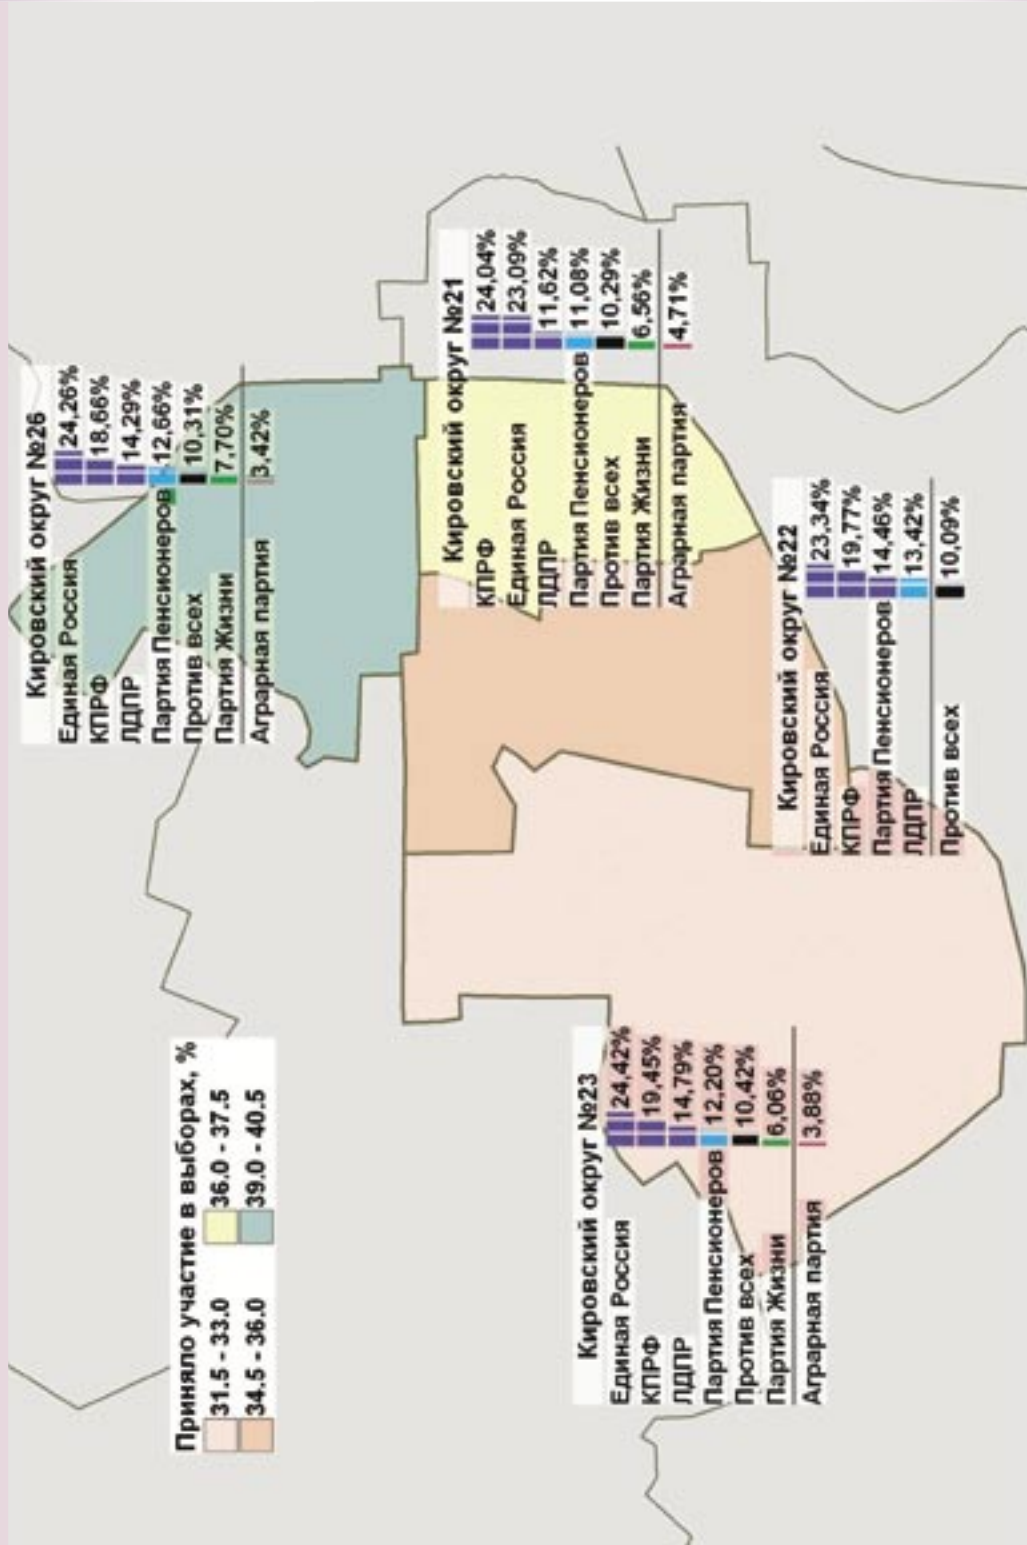 Приняло участие в выборах, %
31.5 - 33.0 36.0 - 37.5
34.5 - 36.0 39.0 - 40.5
Кировский округ №26
Единая Россия 24,26%
КПРФ 18,66%
ЛДПР 14,29%
Партия Пенсионеров 12,66%
Против всех 10,31%
Партия Жизни 7,70%
Аграрная партия 3,42%
Кировский округ №21
КПРФ 24,04%
Единая Россия 23,09%
ЛДПР 11,62%
Партия Пенсионеров 11,08%
Против всех 10,29%
Партия Жизни 6,56%
Аграрная партия 4,71%
Кировский округ №23
Единая Россия 24,42%
КПРФ 19,45%
ЛДПР 14,79%
Партия Пенсионеров 12,20%
Против всех 10,42%
Партия Жизни 6,06%
Аграрная партия 3,88%
Кировский округ №22
Единая Россия 23,34%
КПРФ 19,77%
Партия Пенсионеров 14,46%
ЛДПР 13,42%
Против всех 10,09%